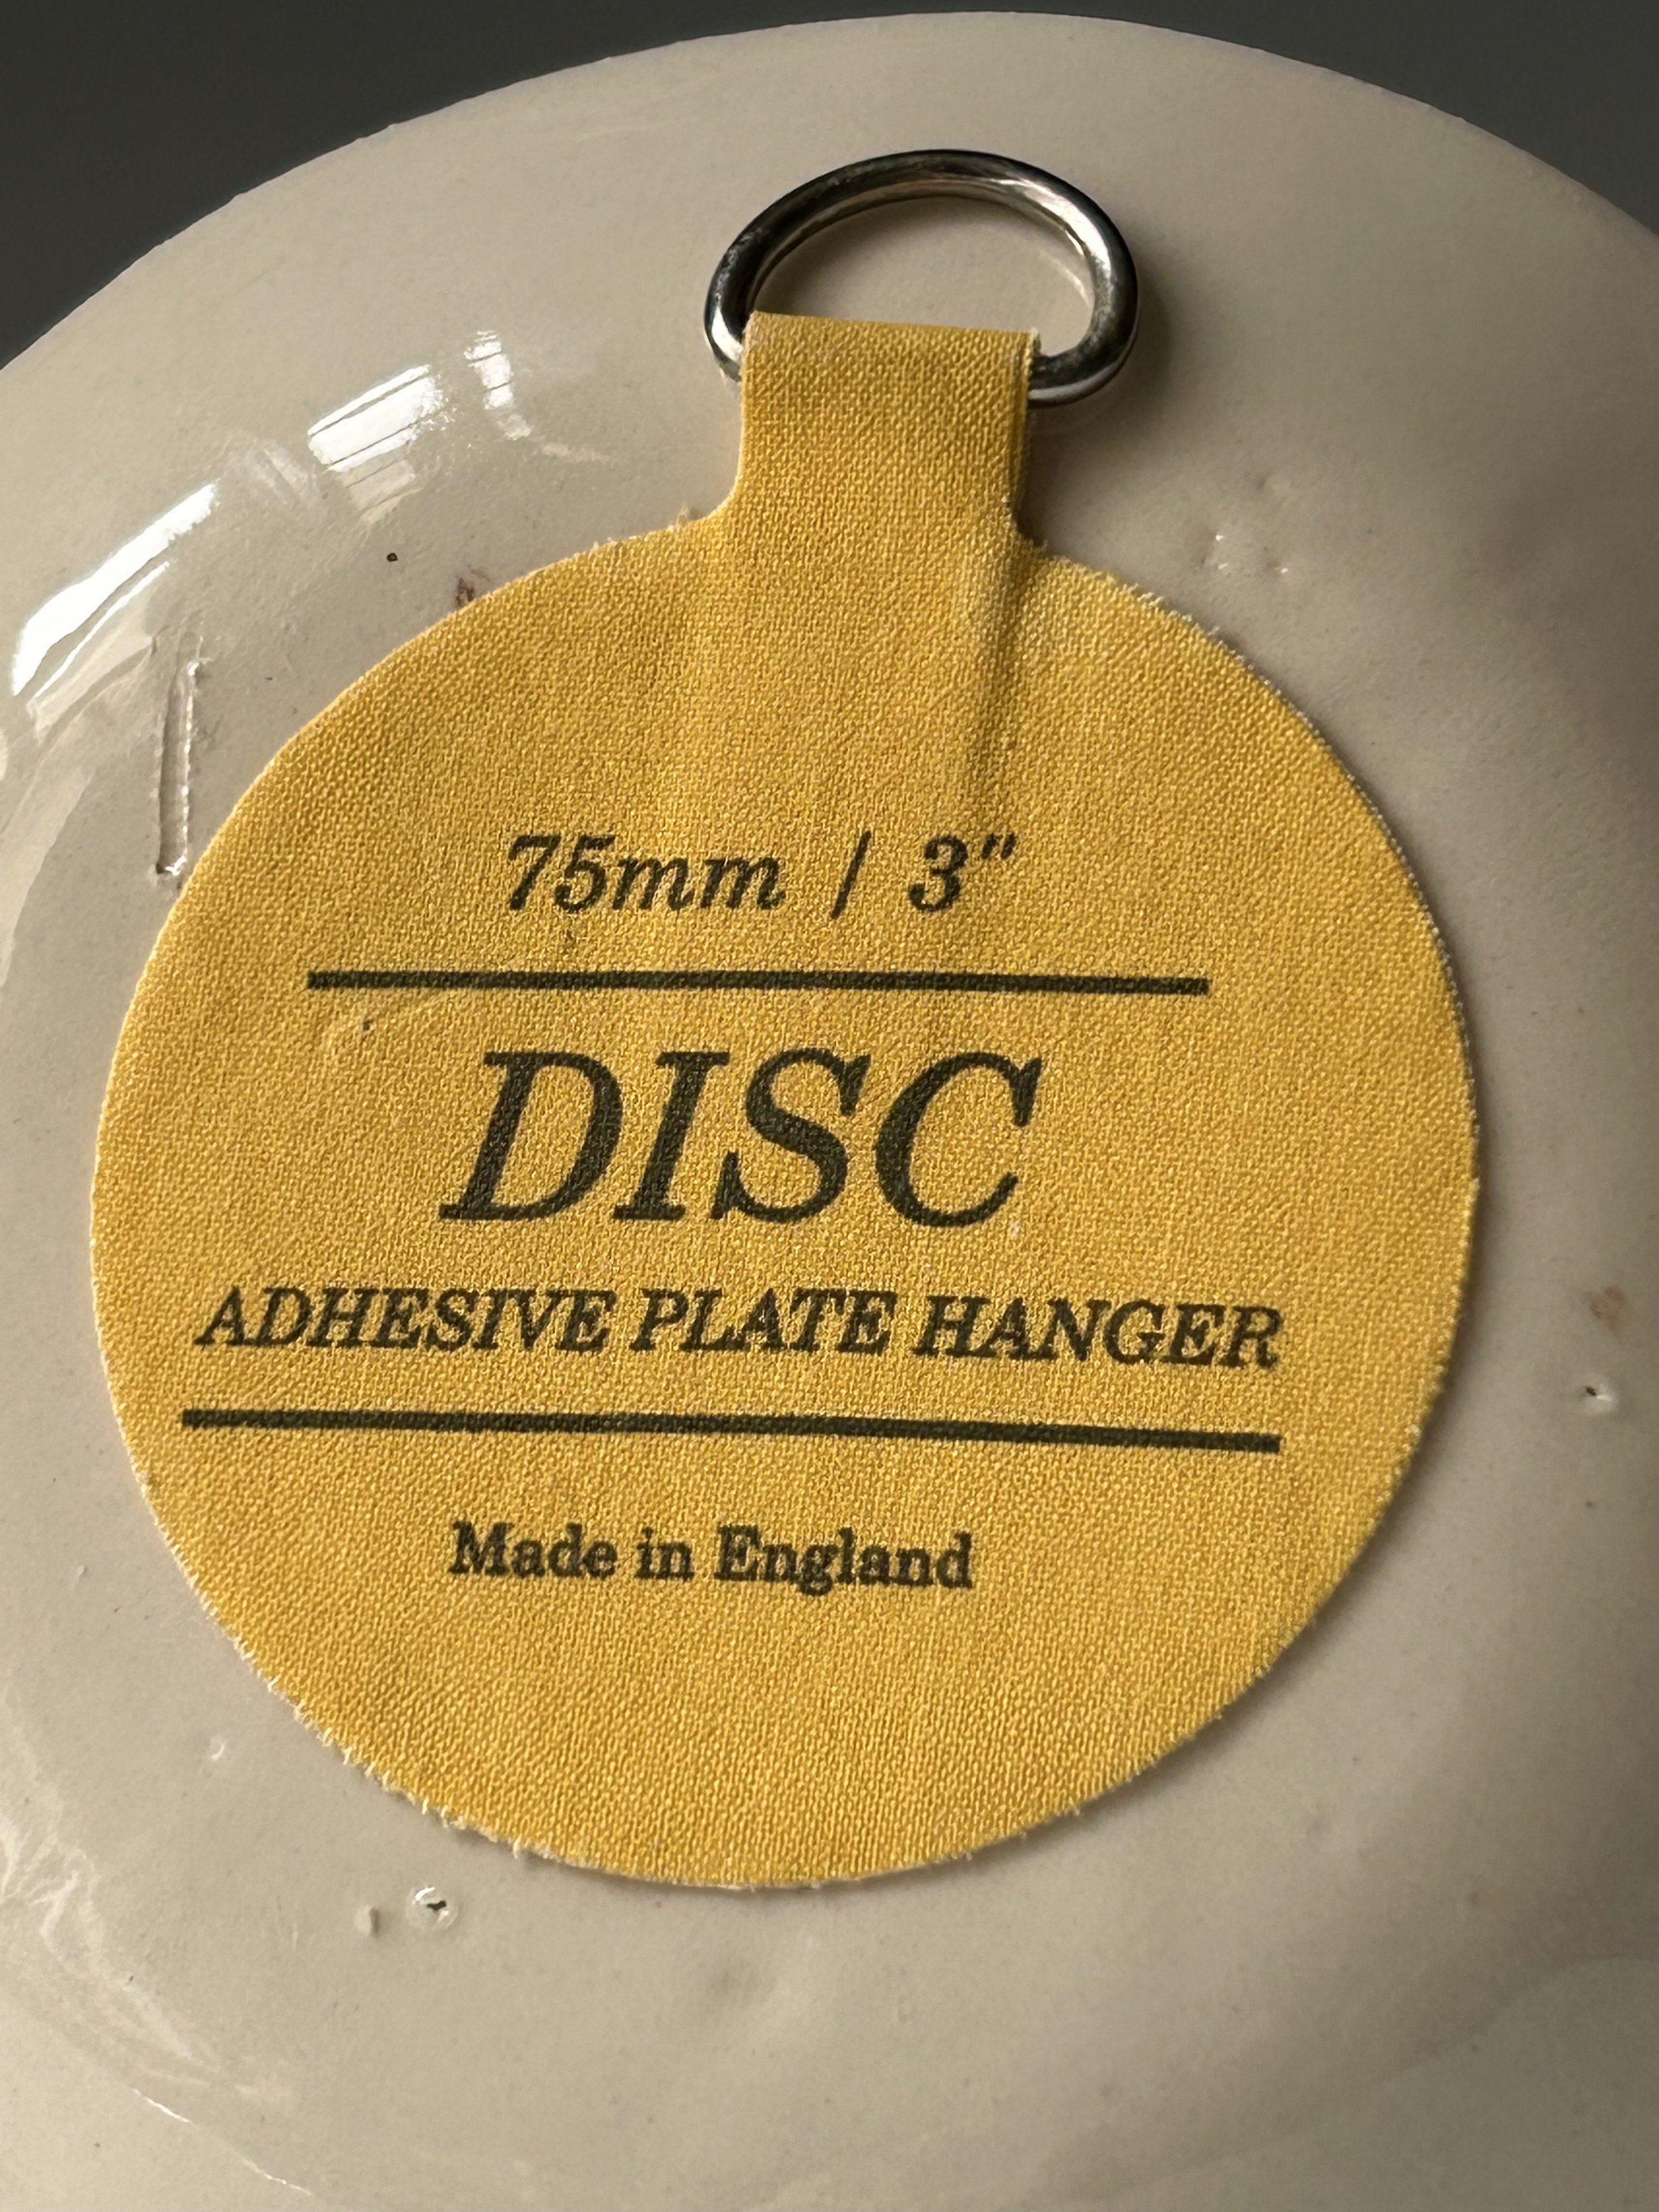 75mm / 3"
DISC
ADHESIVE PLATE HANGER
Made in England